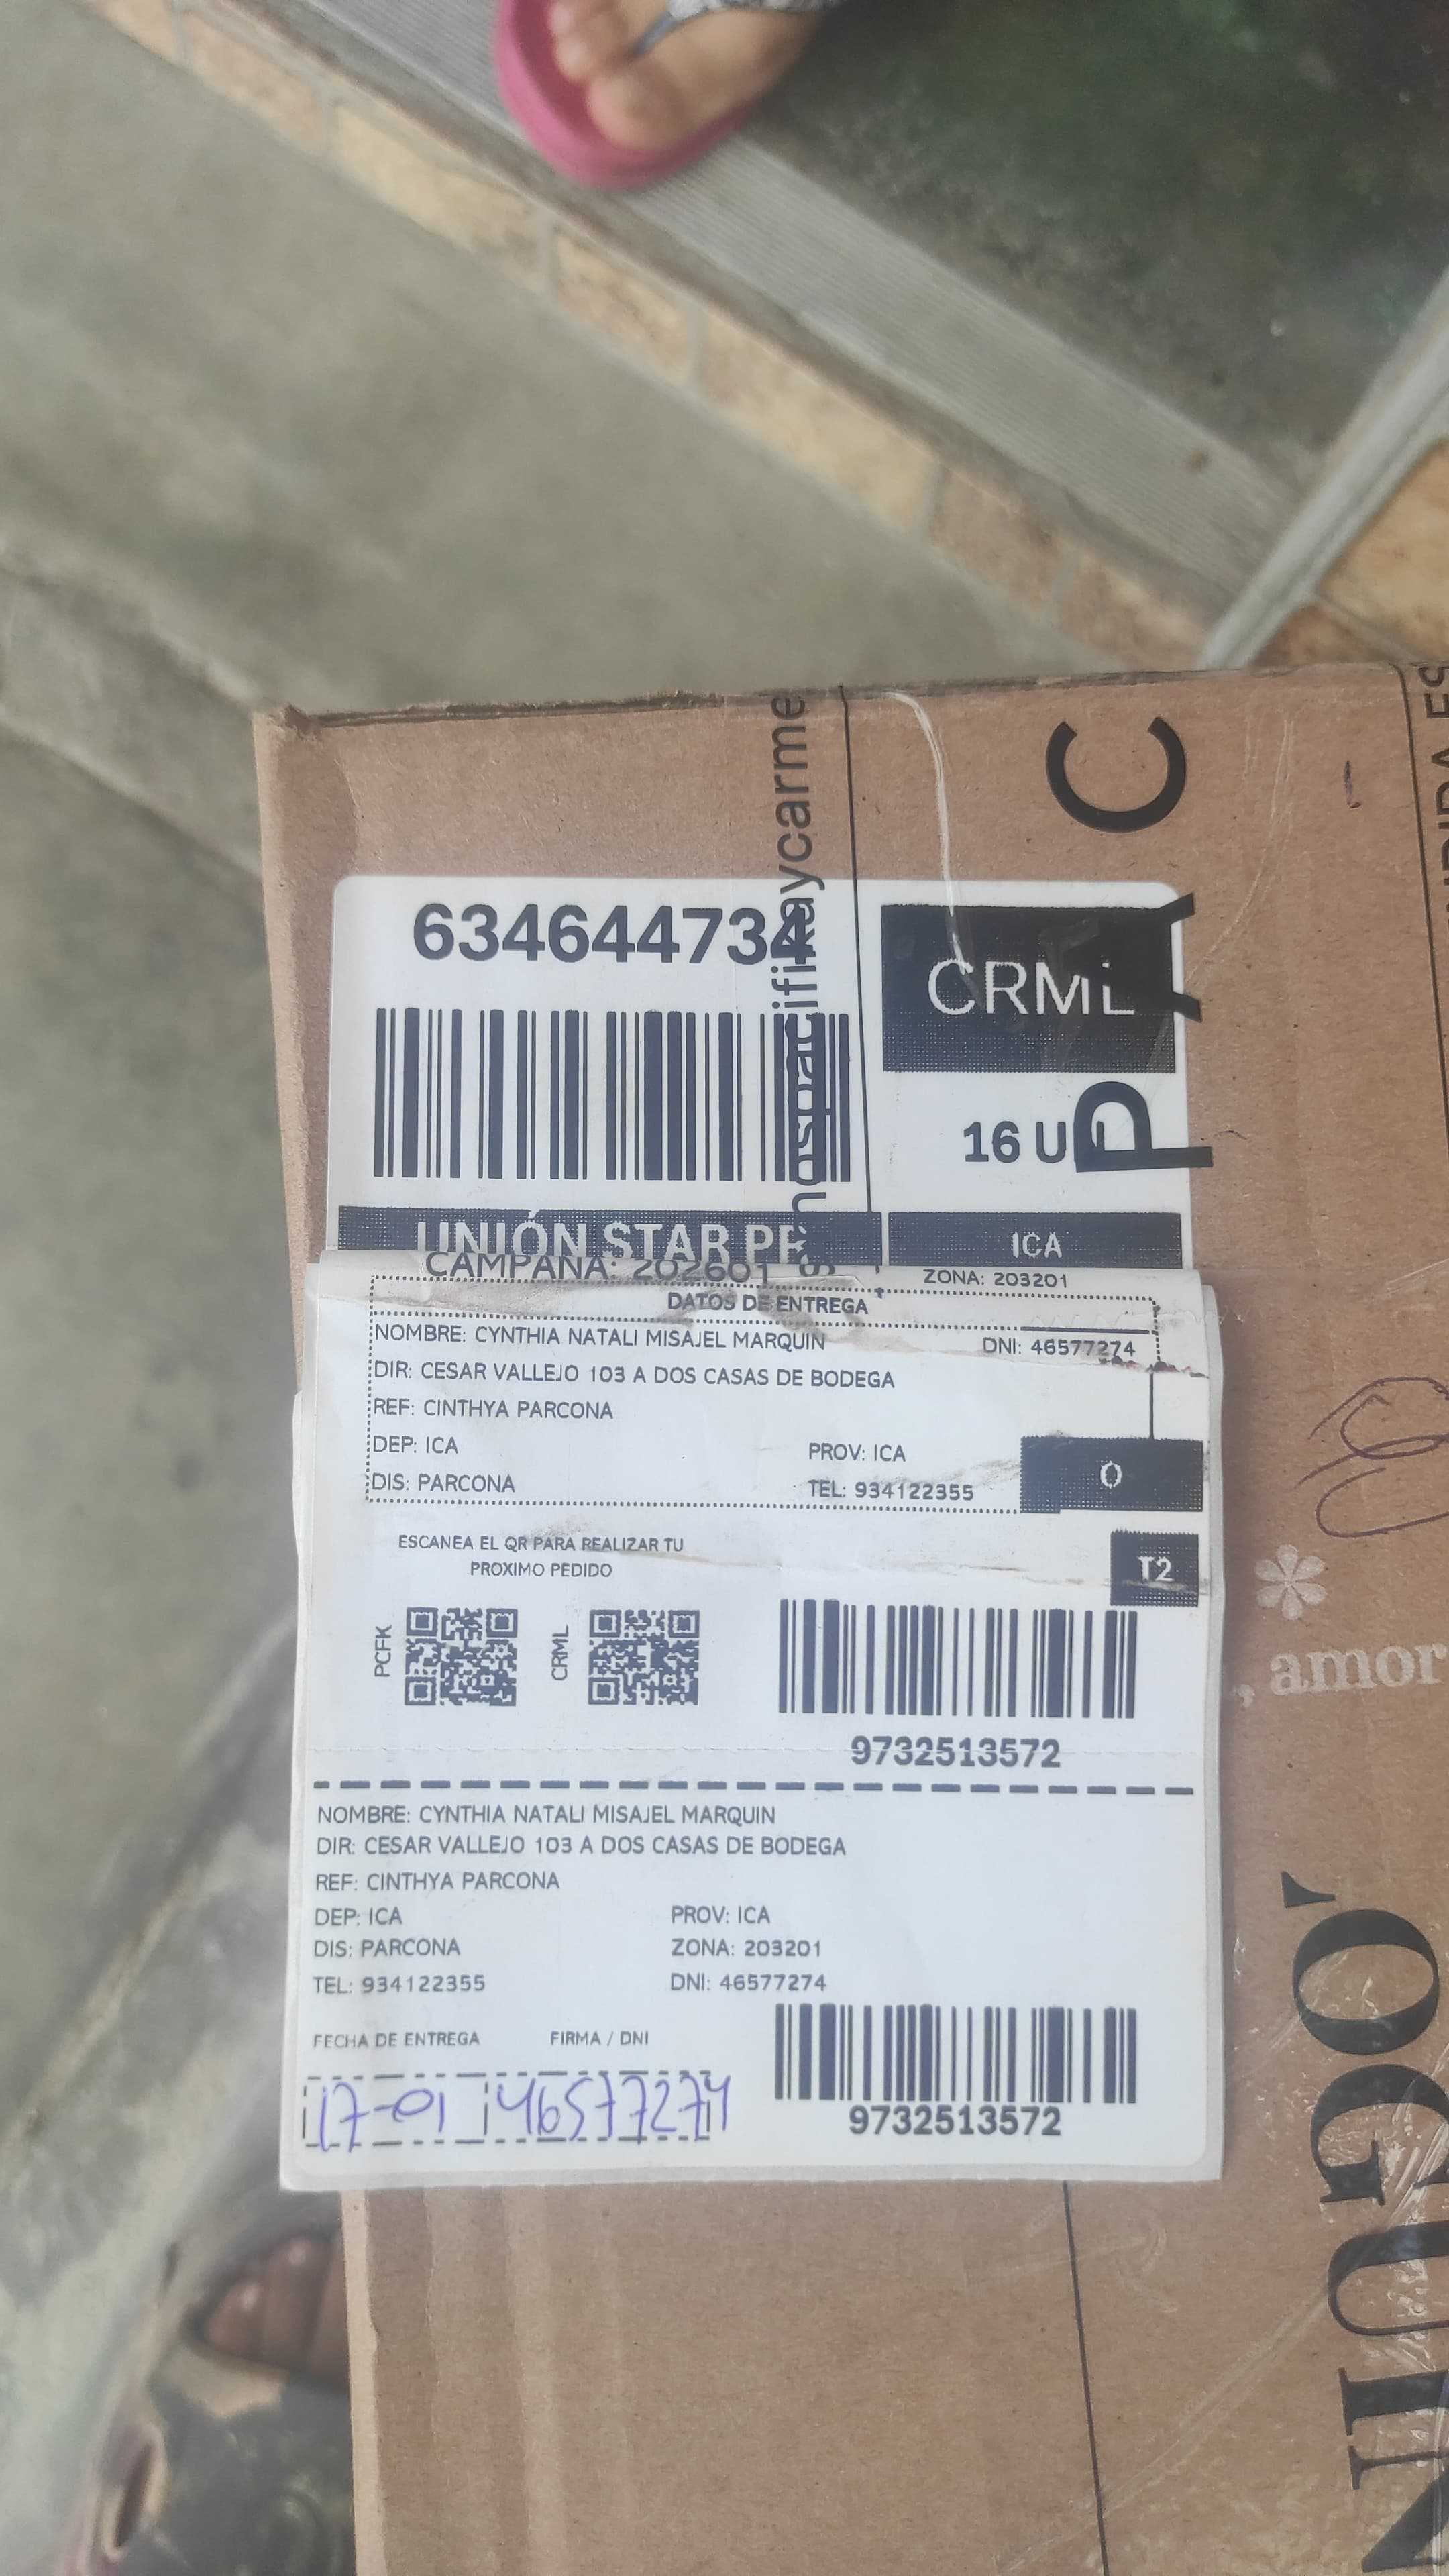 634644734
CRML
16 U
UNIÓN STAR PE
ICA
CAMPAÑA: 202601
ZONA: 203201
DATOS DE ENTREGA
NOMBRE: CYNTHIA NATALI MISAJEL MARQUIN DNI: 46577274
DIR: CESAR VALLEJO 103 A DOS CASAS DE BODEGA
REF: CINTHYA PARCONA
DEP: ICA PROV: ICA
DIS: PARCONA TEL: 934122355
O
ESCANEA EL QR PARA REALIZAR TU
PROXIMO PEDIDO
T2
PCFK
CRML
9732513572
NOMBRE: CYNTHIA NATALI MISAJEL MARQUIN
DIR: CESAR VALLEJO 103 A DOS CASAS DE BODEGA
REF: CINTHYA PARCONA
DEP: ICA PROV: ICA
DIS: PARCONA ZONA: 203201
TEL: 934122355 DNI: 46577274
FECHA DE ENTREGA FIRMA / DNI
17-01 46577274
9732513572
P A C
, amor